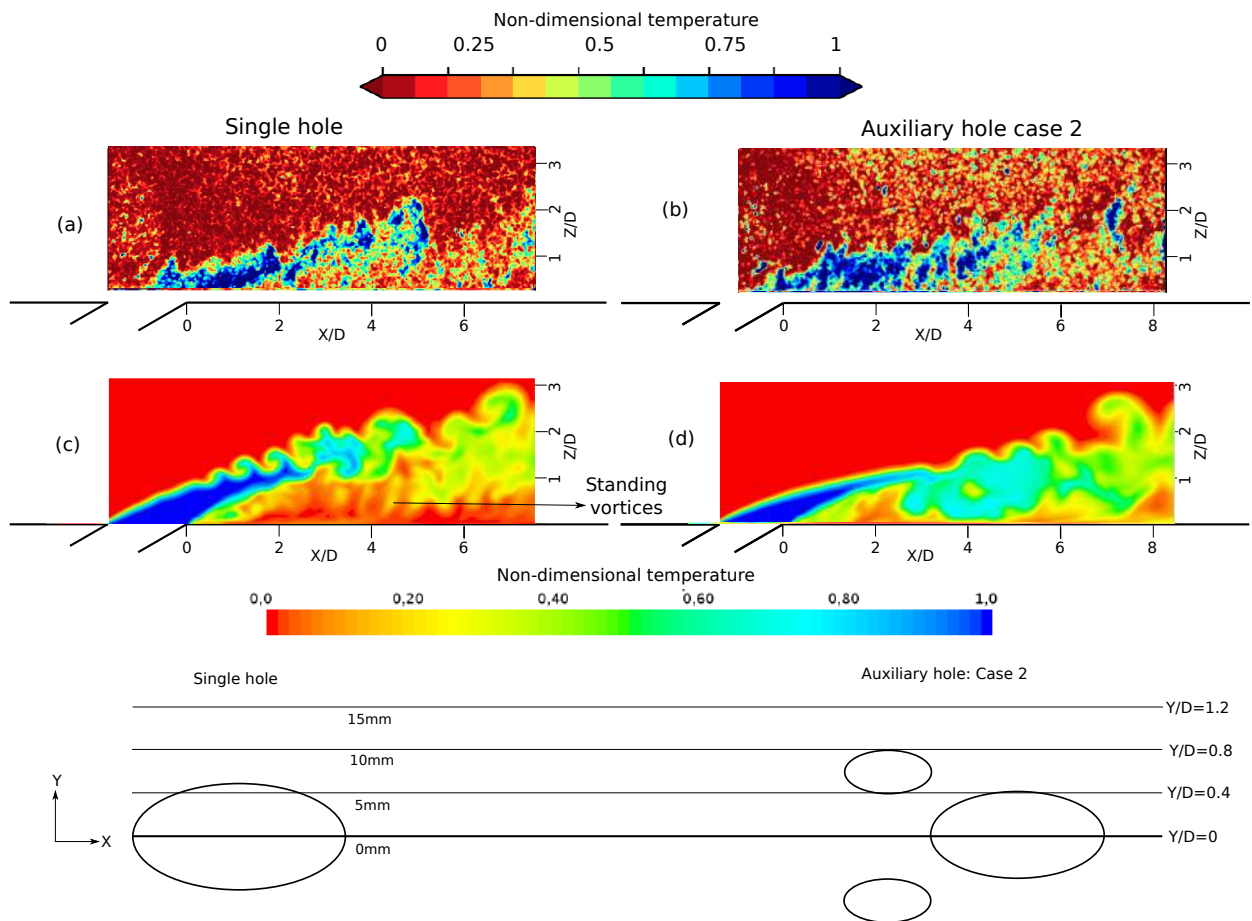 Non-dimensional temperature
0 0.25 0.5 0.75 1
Single hole
Auxiliary hole case 2
(a)
3
2
1
Z/D
0 2 4 6
X/D
(b)
3
2
1
Z/D
0 2 4 6 8
X/D
(c)
3
2
1
Z/D
Standing
vortices
0 2 4 6
X/D
(d)
3
2
1
Z/D
0 2 4 6 8
X/D
Non-dimensional temperature
0,0 0,20 0,40 0,60 0,80 1,0
Single hole
Auxiliary hole: Case 2
15mm
Y/D=1.2
10mm
Y/D=0.8
5mm
Y/D=0.4
0mm
Y/D=0
Y
X